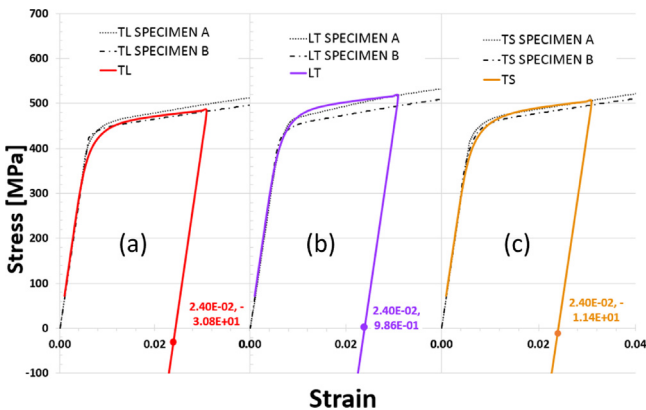 700
600
500
400
300
200
100
0
-100
Stress [MPa]
TL SPECIMEN A
TL SPECIMEN B
TL
LT SPECIMEN A
LT SPECIMEN B
LT
TS SPECIMEN A
TS SPECIMEN B
TS
(a)
(b)
(c)
2.40E-02, -
3.08E+01
2.40E-02,
9.86E-01
2.40E-02, -
1.14E+01
0.00
0.02
0.00
0.02
0.00
0.02
0.04
Strain